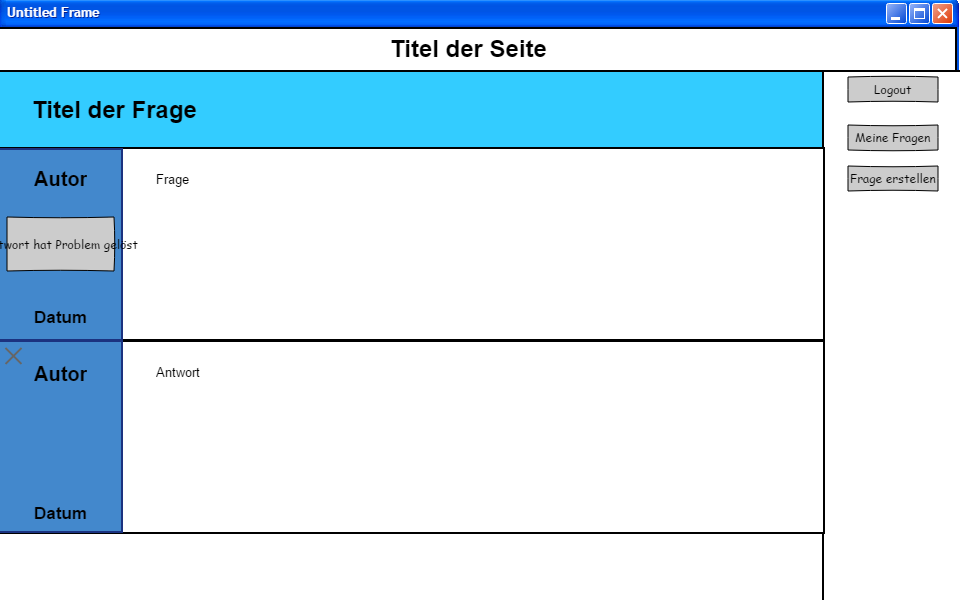 Untitled Frame
Titel der Seite
Logout
Titel der Frage
Meine Fragen
Frage erstellen
Autor
Frage
twort hat Problem gelöst
Datum
Autor
Antwort
Datum